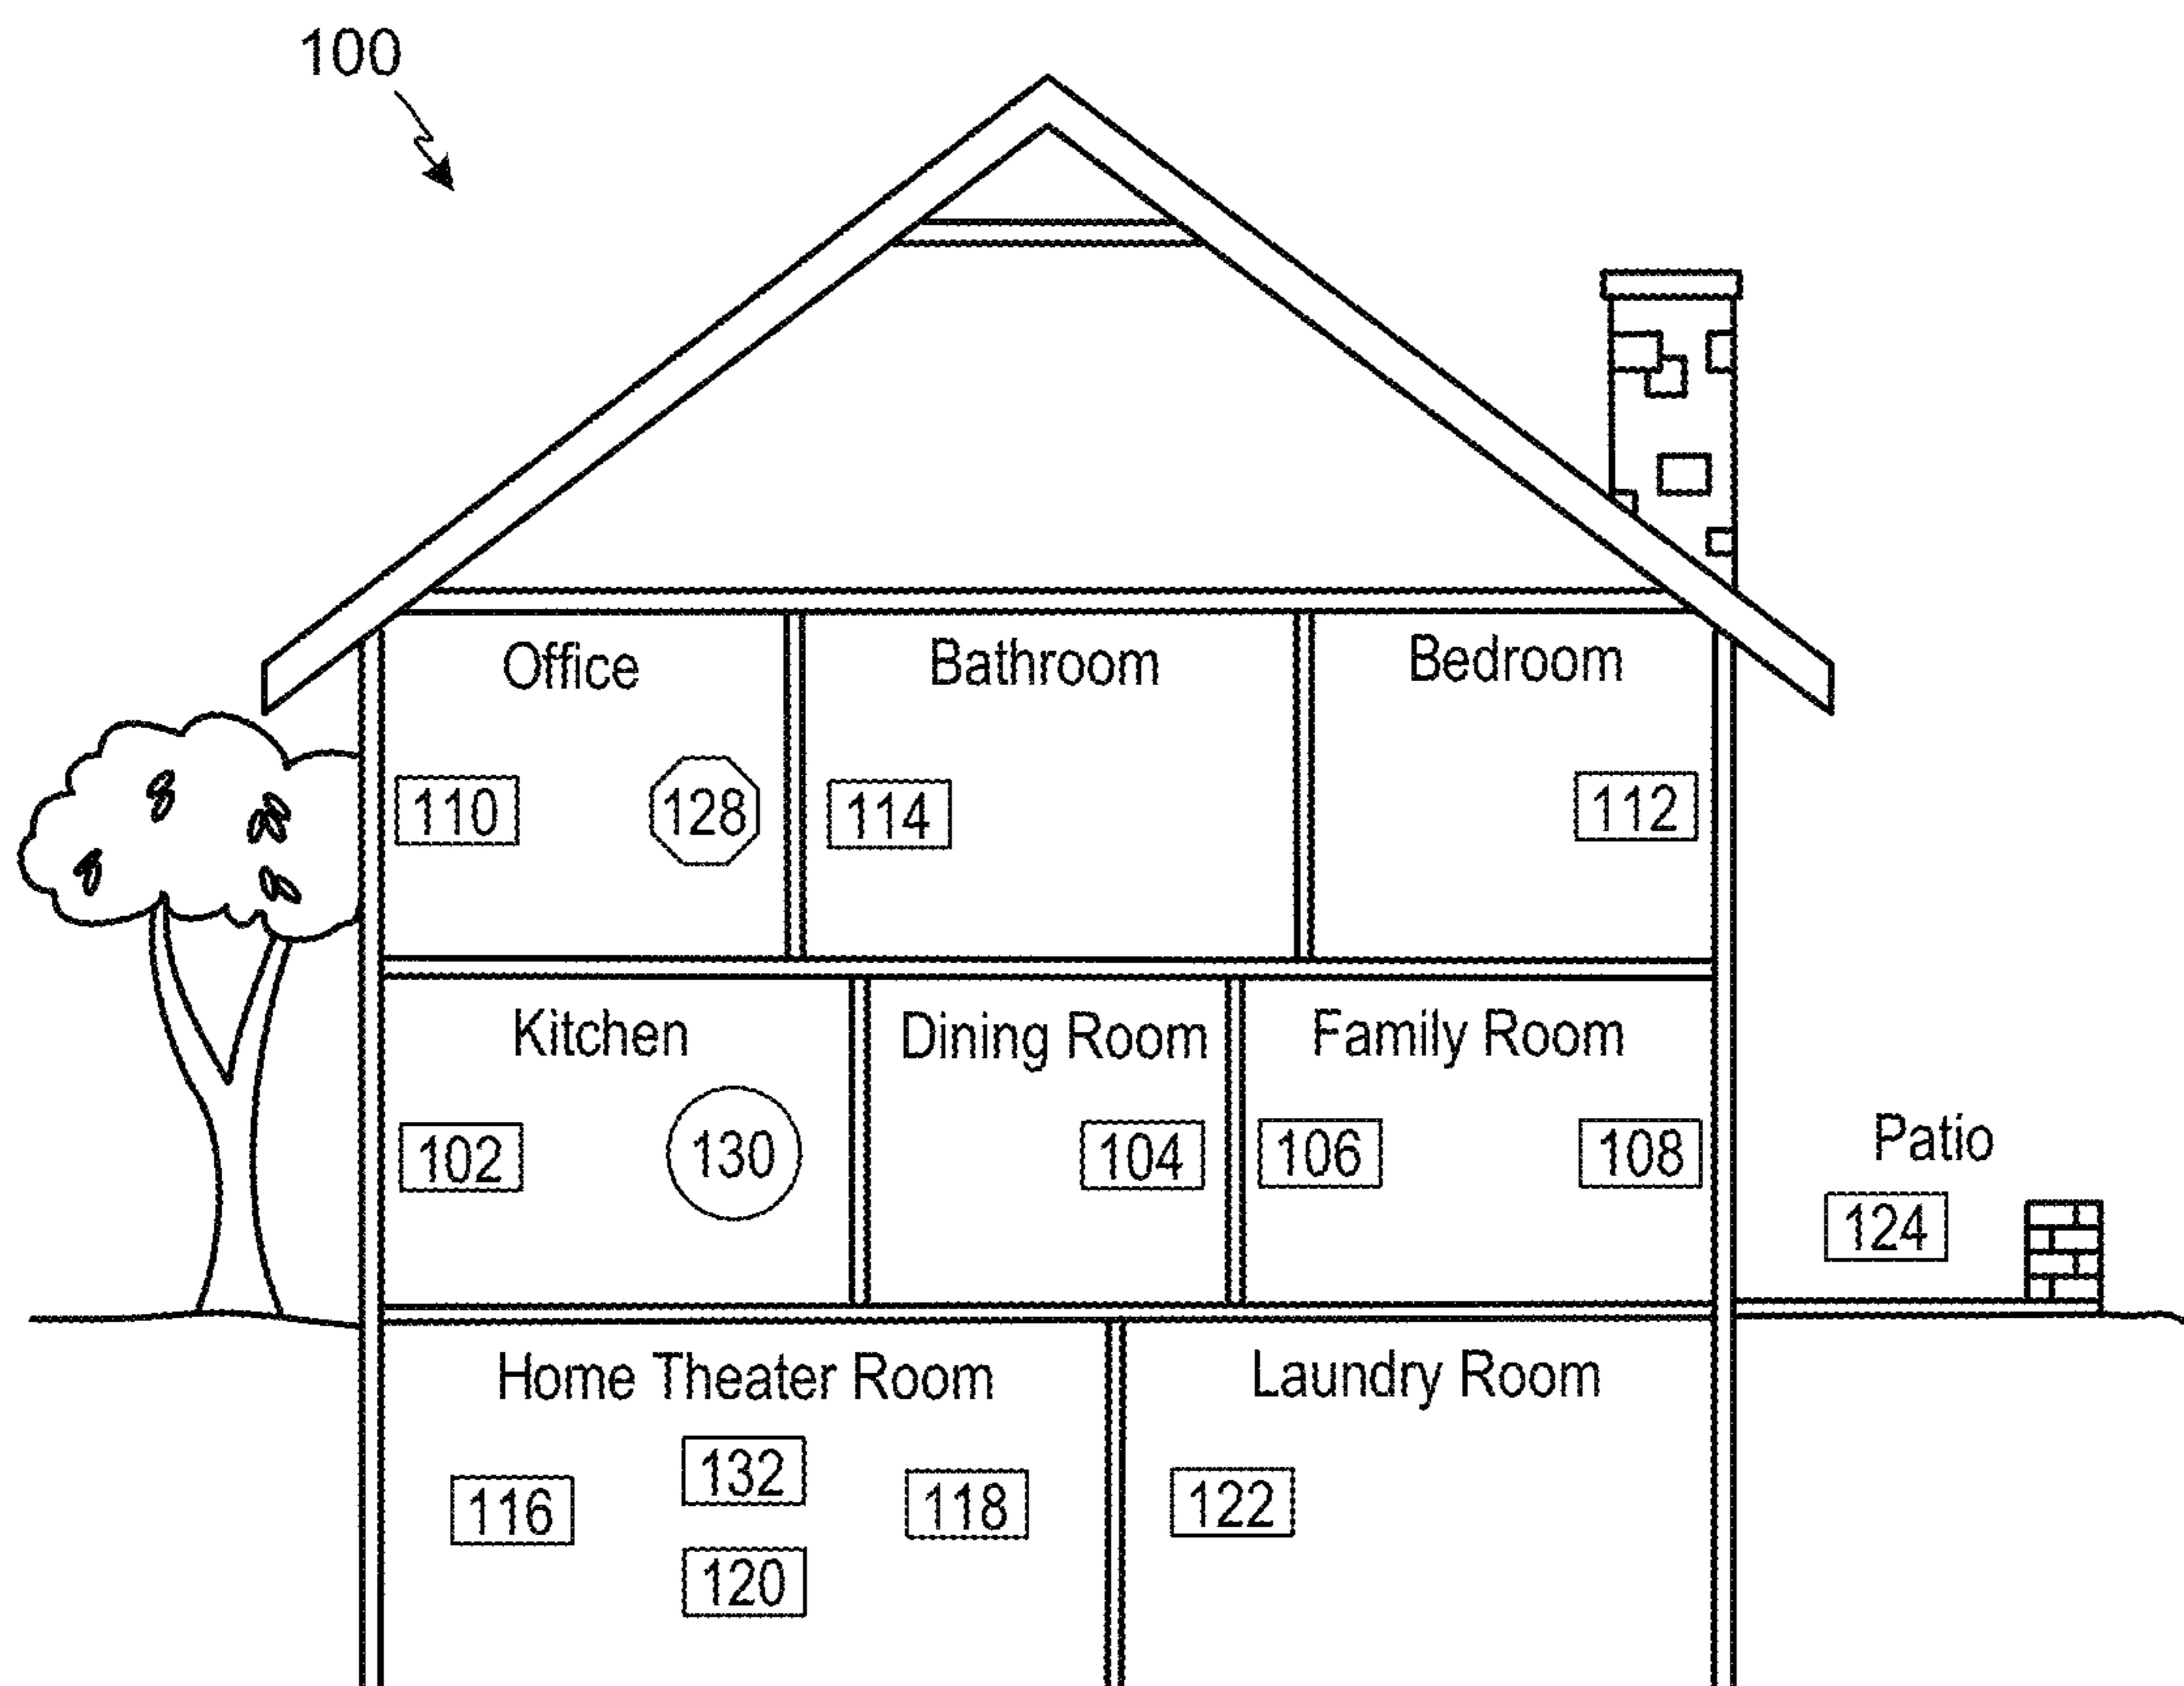 100
Office
Bathroom
Bedroom
110
128
114
112
Kitchen
Dining Room
Family Room
102
130
104
106
108
Patio
124
Home Theater Room
Laundry Room
132
116
118
122
120